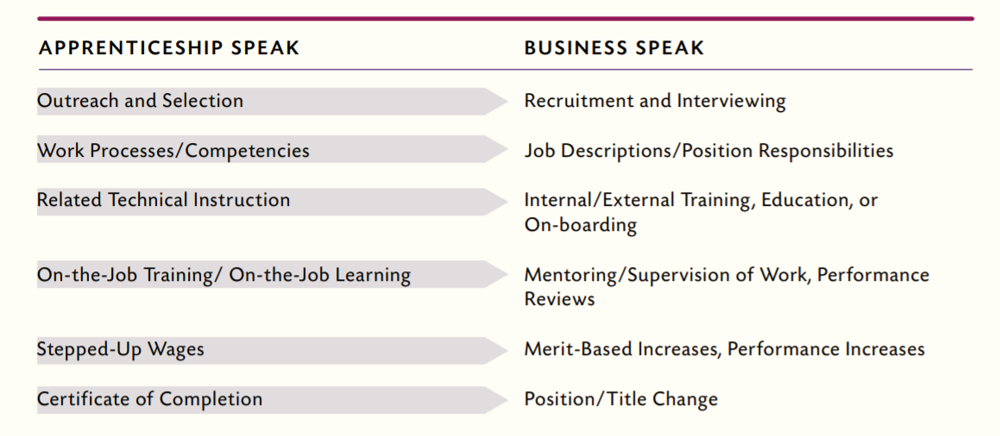 APPRENTICESHIP SPEAK BUSINESS SPEAK
Outreach and Selection Recruitment and Interviewing
Work Processes/Competencies Job Descriptions/Position Responsibilities
Related Technical Instruction Internal/External Training, Education, or
On-boarding
On-the-Job Training/ On-the-Job Learning Mentoring/Supervision of Work, Performance
Reviews
Stepped-Up Wages Merit-Based Increases, Performance Increases
Certificate of Completion Position/Title Change